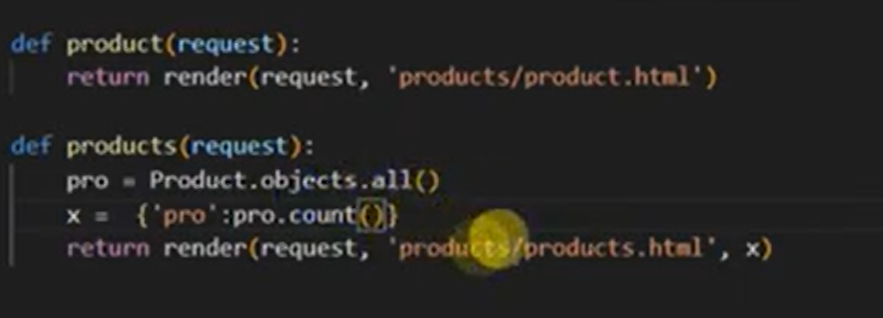 def product(request):
    return render(request, 'products/product.html')
def products(request):
    pro = Product.objects.all()
    x =  {'pro':pro.count()}
    return render(request, 'products/products.html', x)